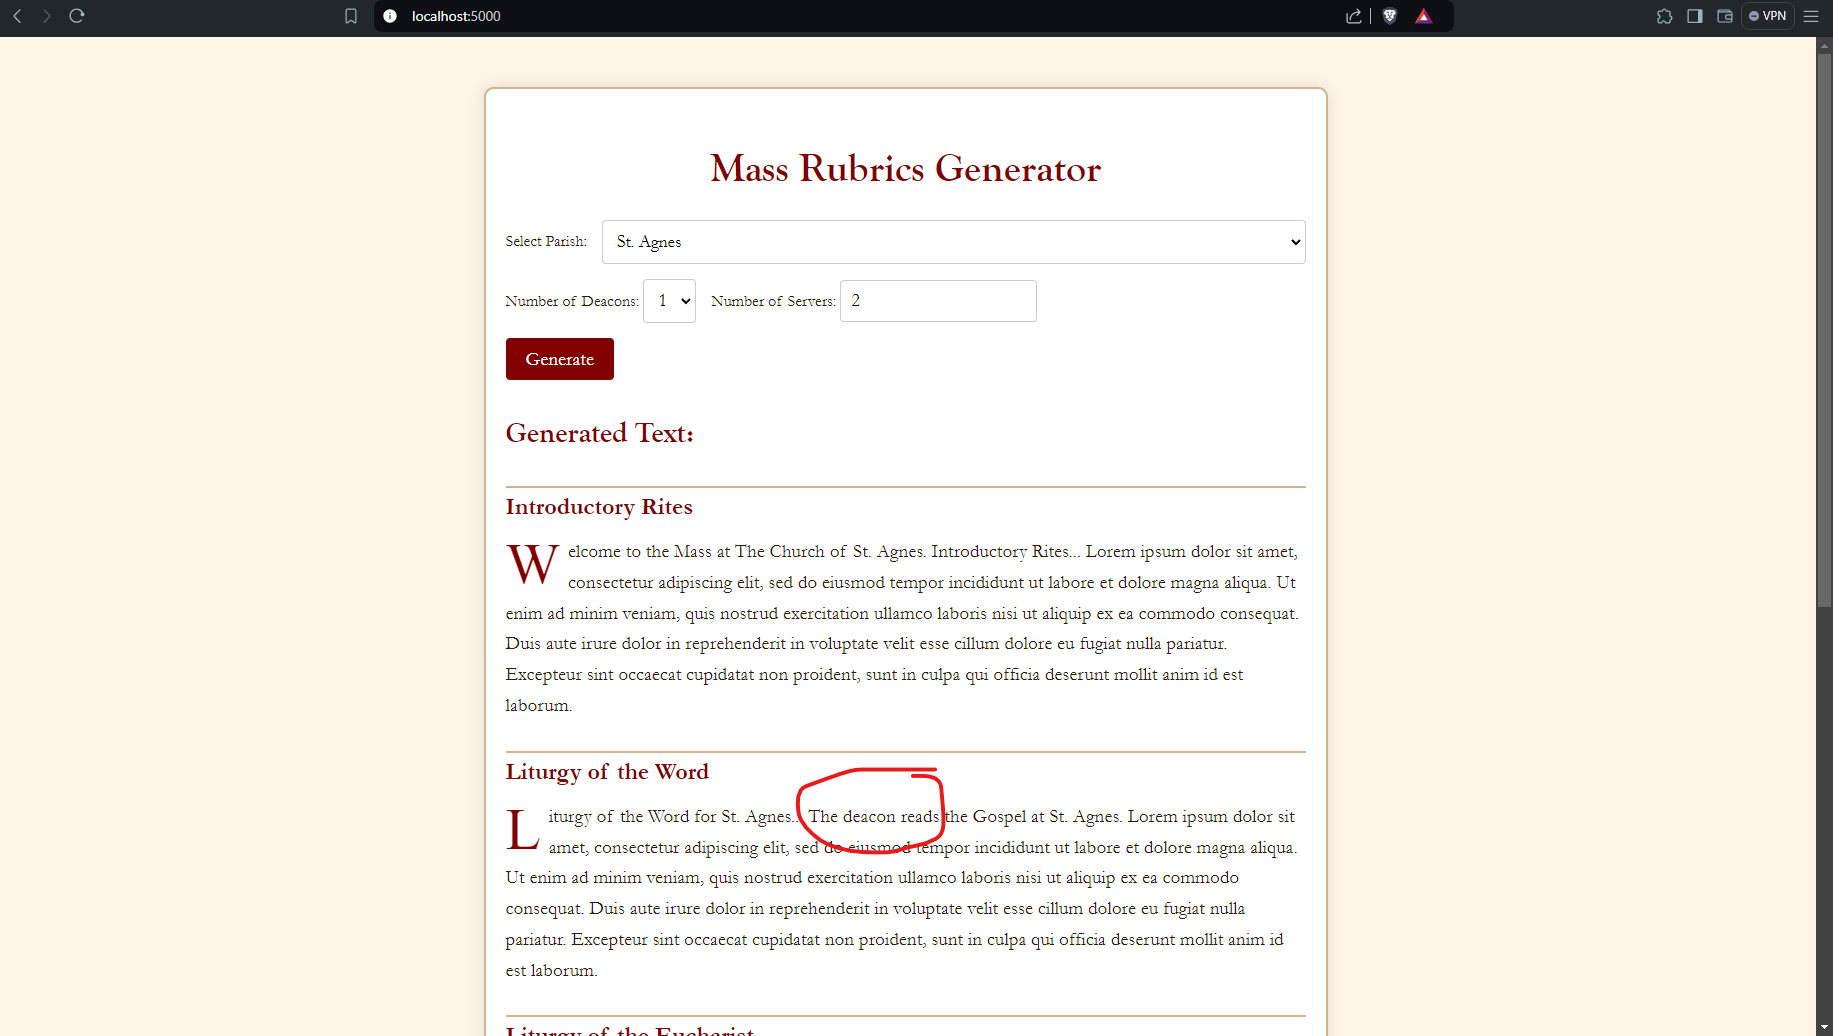 localhost:5000
VPN
Mass Rubrics Generator
Select Parish: St. Agnes
Number of Deacons: 1 Number of Servers: 2
Generate
Generated Text:
Introductory Rites
Welcome to the Mass at The Church of St. Agnes. Introductory Rites... Lorem ipsum dolor sit amet,
consectetur adipiscing elit, sed do eiusmod tempor incididunt ut labore et dolore magna aliqua. Ut
enim ad minim veniam, quis nostrud exercitation ullamco laboris nisi ut aliquip ex ea commodo consequat.
Duis aute irure dolor in reprehenderit in voluptate velit esse cillum dolore eu fugiat nulla pariatur.
Excepteur sint occaecat cupidatat non proident, sunt in culpa qui officia deserunt mollit anim id est
laborum.
Liturgy of the Word
Liturgy of the Word for St. Agnes... The deacon reads the Gospel at St. Agnes. Lorem ipsum dolor sit
amet, consectetur adipiscing elit, sed do eiusmod tempor incididunt ut labore et dolore magna aliqua.
Ut enim ad minim veniam, quis nostrud exercitation ullamco laboris nisi ut aliquip ex ea commodo
consequat. Duis aute irure dolor in reprehenderit in voluptate velit esse cillum dolore eu fugiat nulla
pariatur. Excepteur sint occaecat cupidatat non proident, sunt in culpa qui officia deserunt mollit anim id
est laborum.
Liturgy of the Eucharist